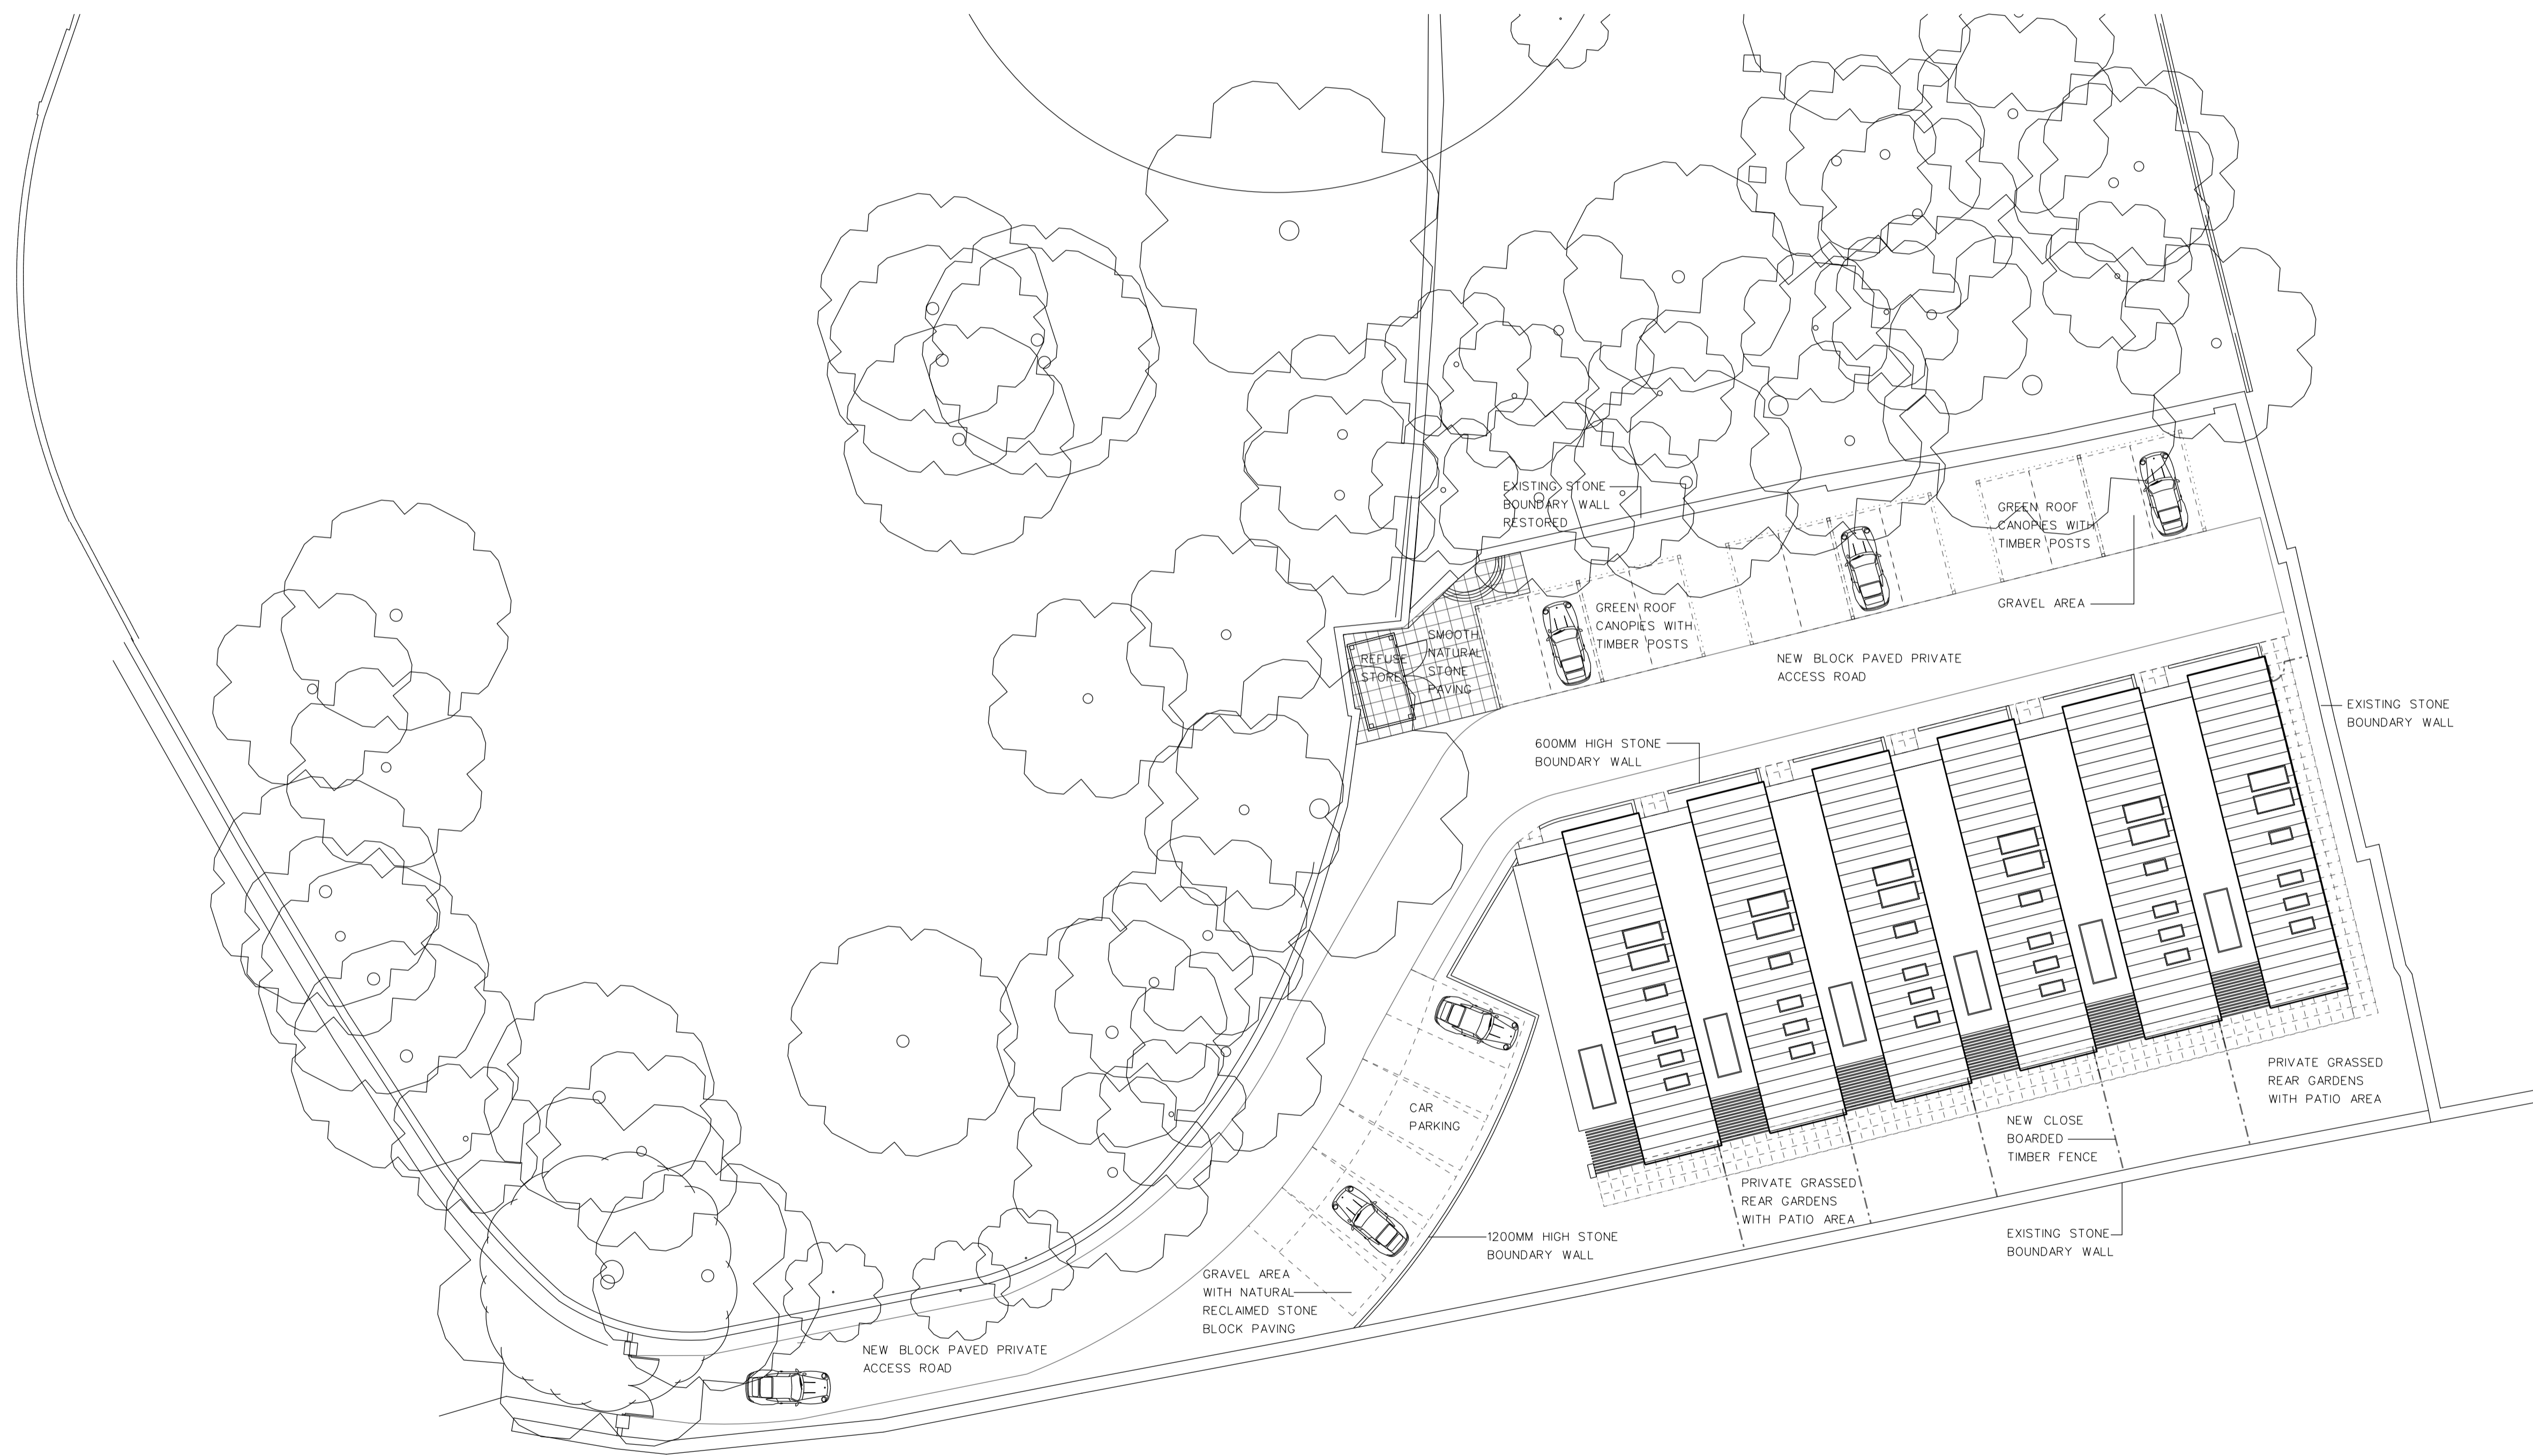 EXISTING STONE
BOUNDARY WALL
RESTORED
GREEN ROOF
CANOPIES WITH
TIMBER POSTS
GRAVEL AREA
GREEN ROOF
CANOPIES WITH
TIMBER POSTS
SMOOTH
NATURAL
STONE
PAVING
REFUSE
STORE
NEW BLOCK PAVED PRIVATE
ACCESS ROAD
EXISTING STONE
BOUNDARY WALL
600MM HIGH STONE
BOUNDARY WALL
PRIVATE GRASSED
REAR GARDENS
WITH PATIO AREA
CAR
PARKING
NEW CLOSE
BOARDED
TIMBER FENCE
PRIVATE GRASSED
REAR GARDENS
WITH PATIO AREA
1200MM HIGH STONE
BOUNDARY WALL
EXISTING STONE
BOUNDARY WALL
GRAVEL AREA
WITH NATURAL
RECLAIMED STONE
BLOCK PAVING
NEW BLOCK PAVED PRIVATE
ACCESS ROAD